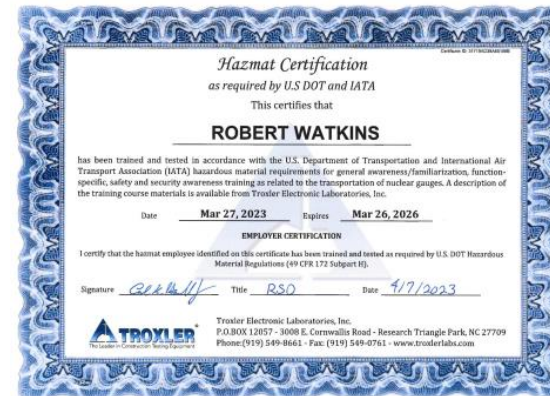 Hazmat Certification
as required by U.S DOT and IATA
This certifies that
ROBERT WATKINS
has been trained and tested in accordance with the U.S. Department of Transportation and International Air
Transport Association (IATA) hazardous material requirements for general awareness/familiarization, function-
specific, safety and security awareness training as related to the transportation of nuclear gauges. A description of
the training course materials is available from Troxler Electronic Laboratories, Inc.
Date Mar 27, 2023 Expires Mar 26, 2026
EMPLOYER CERTIFICATION
I certify that the hazmat employee identified on this certificate has been trained and tested as required by U.S. DOT Hazardous
Material Regulations (49 CFR 172 Subpart H).
Signature Title RSO Date 4/7/2023
TROXLER
The Leader in Construction Testing Equipment
Troxler Electronic Laboratories, Inc.
P.O.BOX 12057 - 3008 E. Cornwallis Road - Research Triangle Park, NC 27709
Phone:(919) 549-8661 - Fax: (919) 549-0761 - www.troxlerlabs.com